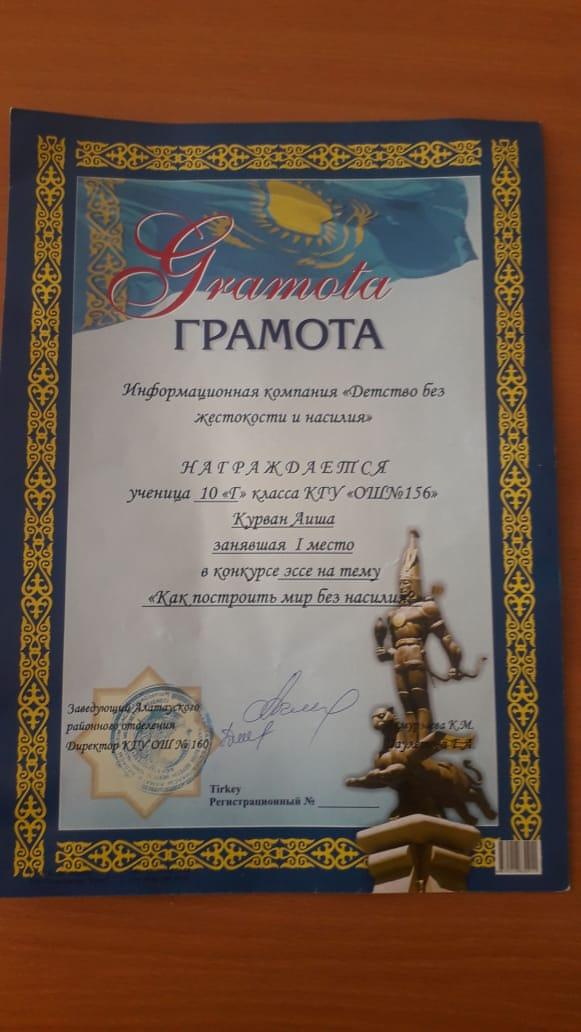 Gramota
ГРАМОТА
Информационная компания «Детство без
жестокости и насилия»
НАГРАЖДАЕТСЯ
ученица 10 «Г» класса КГУ «ОШ№156»
Курван Аиша
занявшая I место
в конкурсе эссе на тему
«Как построить мир без насилия»
Заведующий Алатауского
районного отделения К.М.
Директор КГУ ОШ № 160
Tirkey
Регистрационный № ___________